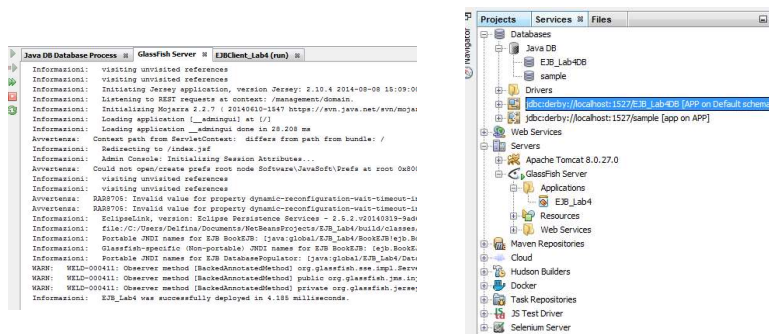 Java DB Database Process
GlassFish Server
EJBClient_Lab4 (run)
Informazioni: visiting unvisited references
Informazioni: visiting unvisited references
Informazioni: Initiating Jersey application, version Jersey: 2.10.4 2014-08-08 15:09:00
Informazioni: Listening to REST requests at context: /management/domain.
Informazioni: Initializing Mojarra 2.2.7 ( 20140610-1547 https://svn.java.net/svn/mojar
Informazioni: Loading application [__admingui] at [/]
Informazioni: Loading application __admingui done in 28.208 ms
Avvertenza: Context path from ServletContext: differs from path from bundle: /
Informazioni: Redirecting to /index.jsf
Informazioni: Admin Console: Initializing Session Attributes...
Avvertenza: Could not open/create prefs root node Software\JavaSoft\Prefs at root 0x800
Informazioni: visiting unvisited references
Informazioni: visiting unvisited references
Avvertenza: RAR8705: Invalid value for property dynamic-reconfiguration-wait-timeout-i
Avvertenza: RAR8705: Invalid value for property dynamic-reconfiguration-wait-timeout-i
Informazioni: EclipseLink, version: Eclipse Persistence Services - 2.5.2.v20140319-9ad
Informazioni: file:/C:/Users/Delfina/Documents/NetBeansProjects/EJB_Lab4/build/classes
Informazioni: Portable JNDI names for EJB BookEJB: [java:global/EJB_Lab4/BookEJB!ejb.Bo
Informazioni: Glassfish-specific (Non-portable) JNDI names for EJB BookEJB: [ejb.BookE
Informazioni: Portable JNDI names for EJB DatabasePopulator: [java:global/EJB_Lab4/Dat
WARN: WELD-000411: Observer method [BackedAnnotatedMethod] org.glassfish.sse.impl.Serve
WARN: WELD-000411: Observer method [BackedAnnotatedMethod] public org.glassfish.jms.in
WARN: WELD-000411: Observer method [BackedAnnotatedMethod] private org.glassfish.jerse
Informazioni: EJB_Lab4 was successfully deployed in 4.185 milliseconds.
Navigator
Projects
Services
Files
Databases
Java DB
EJB_Lab4DB
sample
Drivers
jdbc:derby://localhost:1527/EJB_Lab4DB [APP on Default schema
jdbc:derby://localhost:1527/sample [app on APP]
Web Services
Servers
Apache Tomcat 8.0.27.0
GlassFish Server
Applications
EJB_Lab4
Resources
Web Services
Maven Repositories
Cloud
Hudson Builders
Docker
Task Repositories
JS Test Driver
Selenium Server